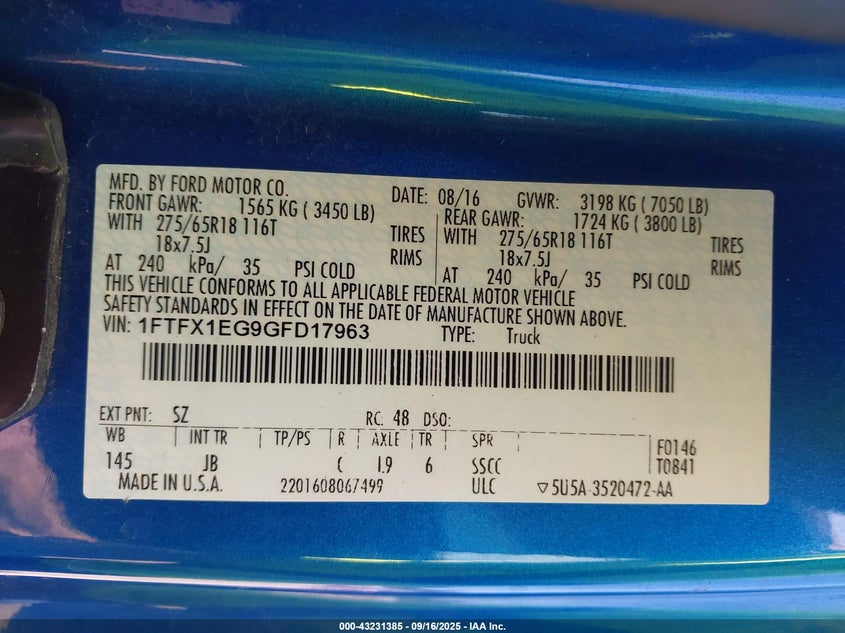 MFD. BY FORD MOTOR CO. DATE: 08/16 GVWR: 3198 KG ( 7050 LB)
FRONT GAWR: 1565 KG ( 3450 LB) REAR GAWR: 1724 KG ( 3800 LB)
WITH 275/65R18 116T TIRES WITH 275/65R18 116T TIRES
18x7.5J RIMS 18x7.5J RIMS
AT 240 kPa/ 35 PSI COLD AT 240 kPa/ 35 PSI COLD
THIS VEHICLE CONFORMS TO ALL APPLICABLE FEDERAL MOTOR VEHICLE
SAFETY STANDARDS IN EFFECT ON THE DATE OF MANUFACTURE SHOWN ABOVE.
VIN: 1FTFX1EG9GFD17963 TYPE: Truck
EXT PNT: SZ RC: 48 DSO:
WB INT TR TP/PS R AXLE TR SPR F0146
145 JB L9 6 SSCC T0841
MADE IN U.S.A. 2201608067499 ULC ▽5U5A-3520472-AA
000-43231385 - 09/16/2025 - IAA Inc.